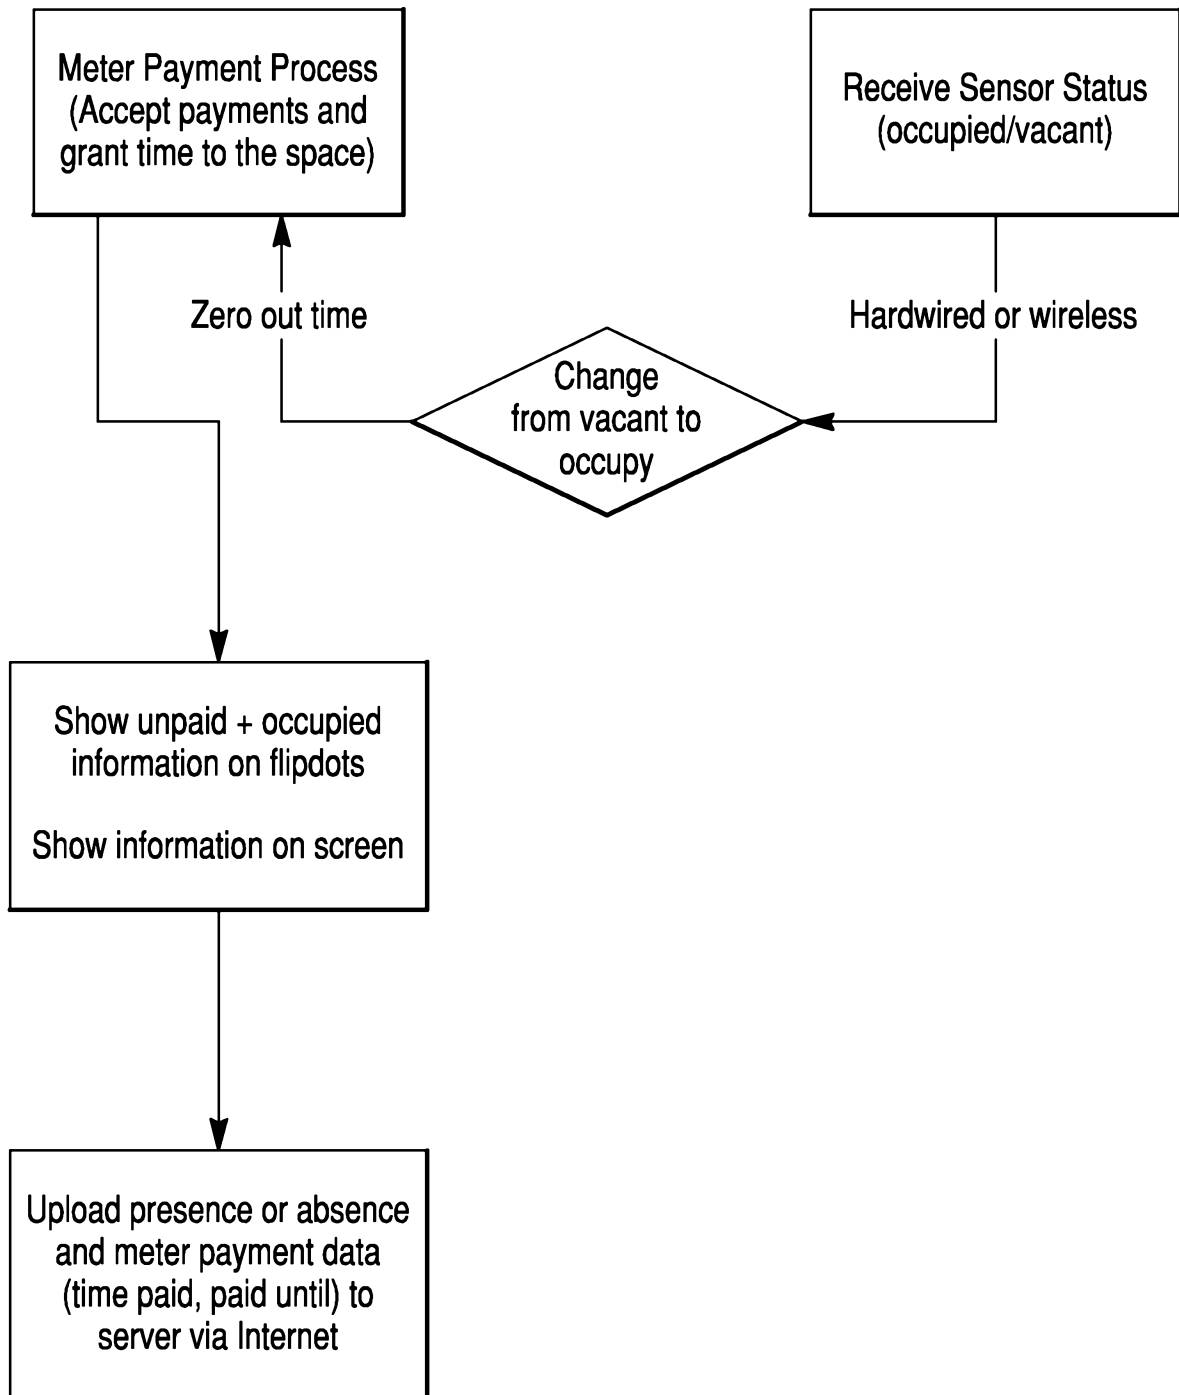 Meter Payment Process
(Accept payments and
grant time to the space)
Receive Sensor Status
(occupied/vacant)
Zero out time
Hardwired or wireless
Change
from vacant to
occupy
Show unpaid + occupied
information on flipdots
Show information on screen
Upload presence or absence
and meter payment data
(time paid, paid until) to
server via Internet